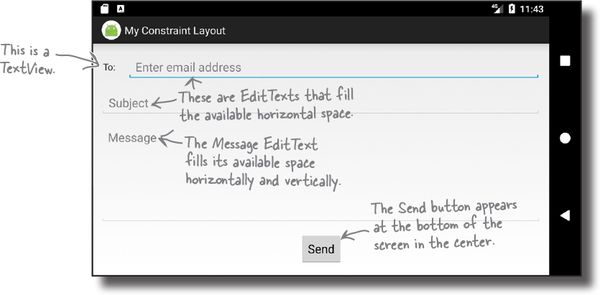 4G 11:43
My Constraint Layout
This is a
TextView.
To:
Enter email address
Subject
These are EditTexts that fill
the available horizontal space.
Message
The Message EditText
fills its available space
horizontally and vertically.
The Send button appears
at the bottom of the
screen in the center.
Send